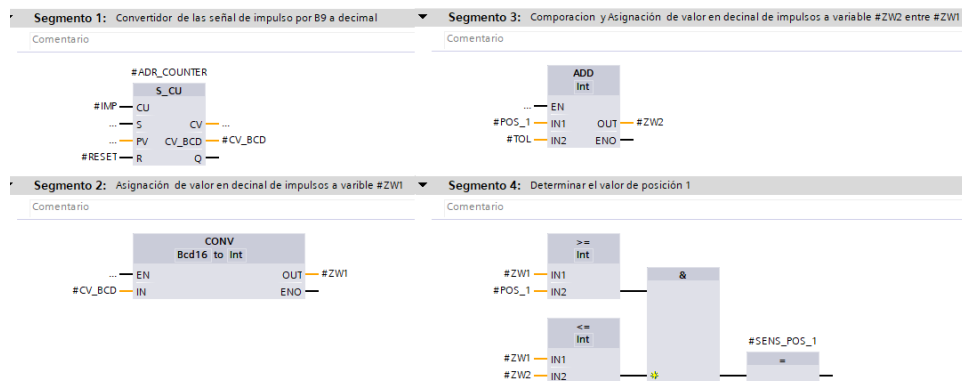 Segmento 1: Convertidor de las señal de impulso por B9 a decimal
Comentario
#ADR_COUNTER
S_CU
#IMP CU
... S CV ...
... PV CV_BCD #CV_BCD
#RESET R Q
Segmento 2: Asignación de valor en decinal de impulsos a varible #ZW1
Comentario
CONV
Bcd16 to Int
... EN OUT #ZW1
#CV_BCD IN ENO
Segmento 3: Comporacion y Asignación de valor en decinal de impulsos a variable #ZW2 entre #ZW1
Comentario
ADD
Int
... EN
#POS_1 IN1 OUT #ZW2
#TOL IN2 ENO
Segmento 4: Determinar el valor de posición 1
Comentario
>=
Int
#ZW1 IN1
#POS_1 IN2
&
<=
Int
#ZW1 IN1
#ZW2 IN2
#SENS_POS_1
=